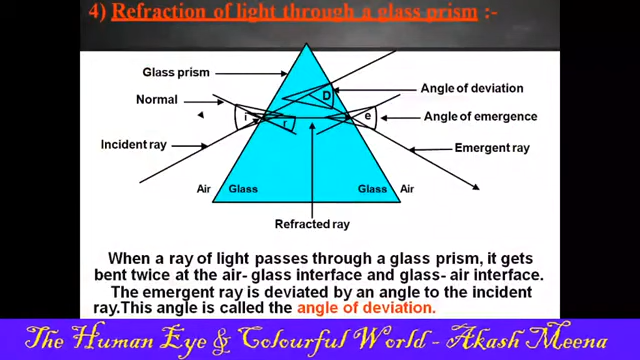 4) Refraction of light through a glass prism :-
Glass prism
Normal
Incident ray
Angle of deviation
Angle of emergence
Emergent ray
D
i
r
e
Air
Glass
Glass
Air
Refracted ray
When a ray of light passes through a glass prism, it gets
bent twice at the air- glass interface and glass- air interface.
The emergent ray is deviated by an angle to the incident
ray.This angle is called the angle of deviation.
The Human Eye & Colourful World - Akash Meena